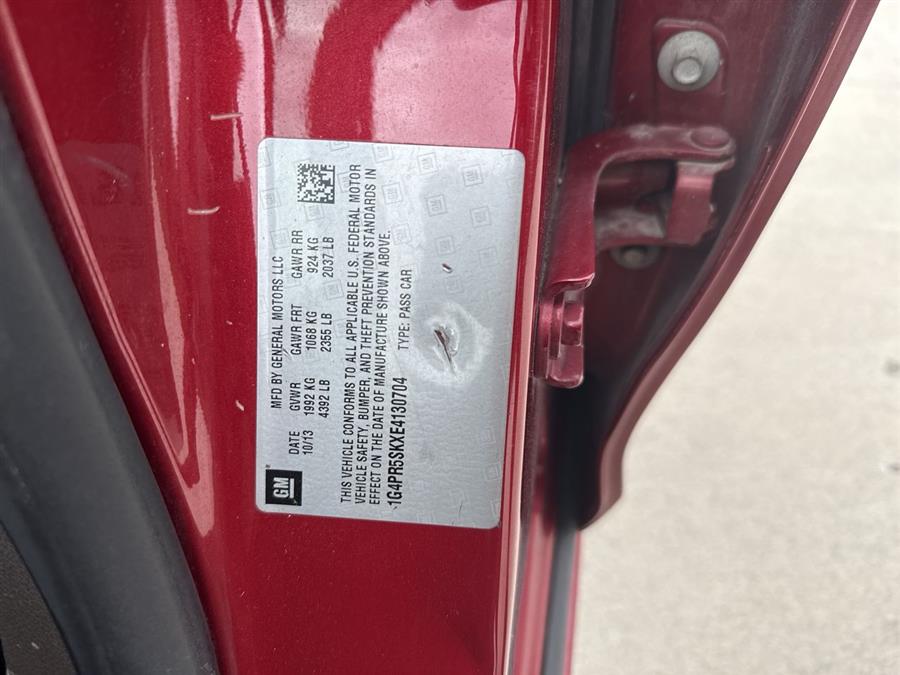 MFD BY GENERAL MOTORS LLC
DATE GVWR GAWR FRT GAWR RR
10/13 1992 KG 1068 KG 924 KG
4392 LB 2355 LB 2037 LB
THIS VEHICLE CONFORMS TO ALL APPLICABLE U.S. FEDERAL MOTOR
VEHICLE SAFETY, BUMPER, AND THEFT PREVENTION STANDARDS IN
EFFECT ON THE DATE OF MANUFACTURE SHOWN ABOVE.
1G4PR5SKXE4130704 TYPE: PASS CAR
GM